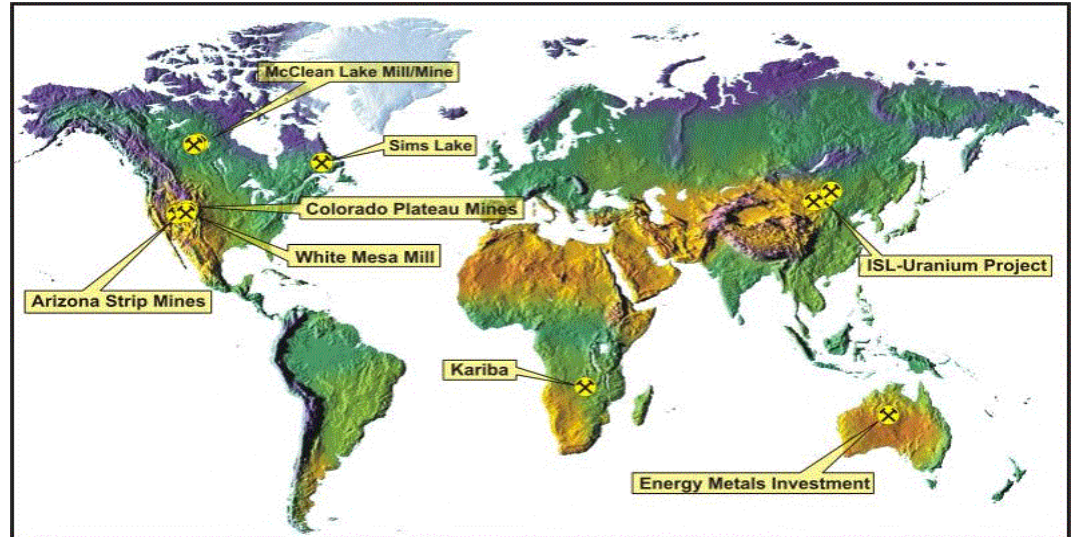 McClean Lake Mill/Mine
Sims Lake
Colorado Plateau Mines
White Mesa Mill
ISL-Uranium Project
Arizona Strip Mines
Kariba
Energy Metals Investment